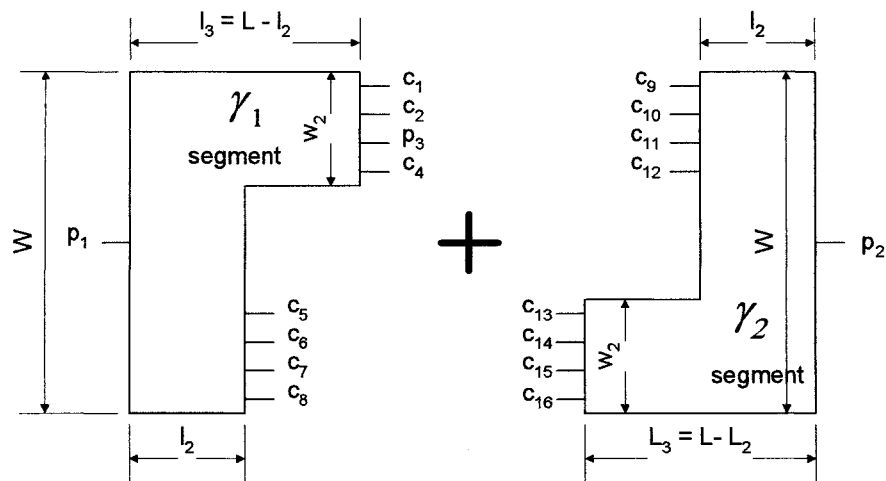 l₃ = L - l₂
W
γ₁
segment
w₂
c₁
c₂
p₃
c₄
p₁
c₅
c₆
c₇
c₈
l₂
+
l₂
c₉
c₁₀
c₁₁
c₁₂
W
p₂
c₁₃
c₁₄
c₁₅
c₁₆
w₂
γ₂
segment
L₃ = L- L₂